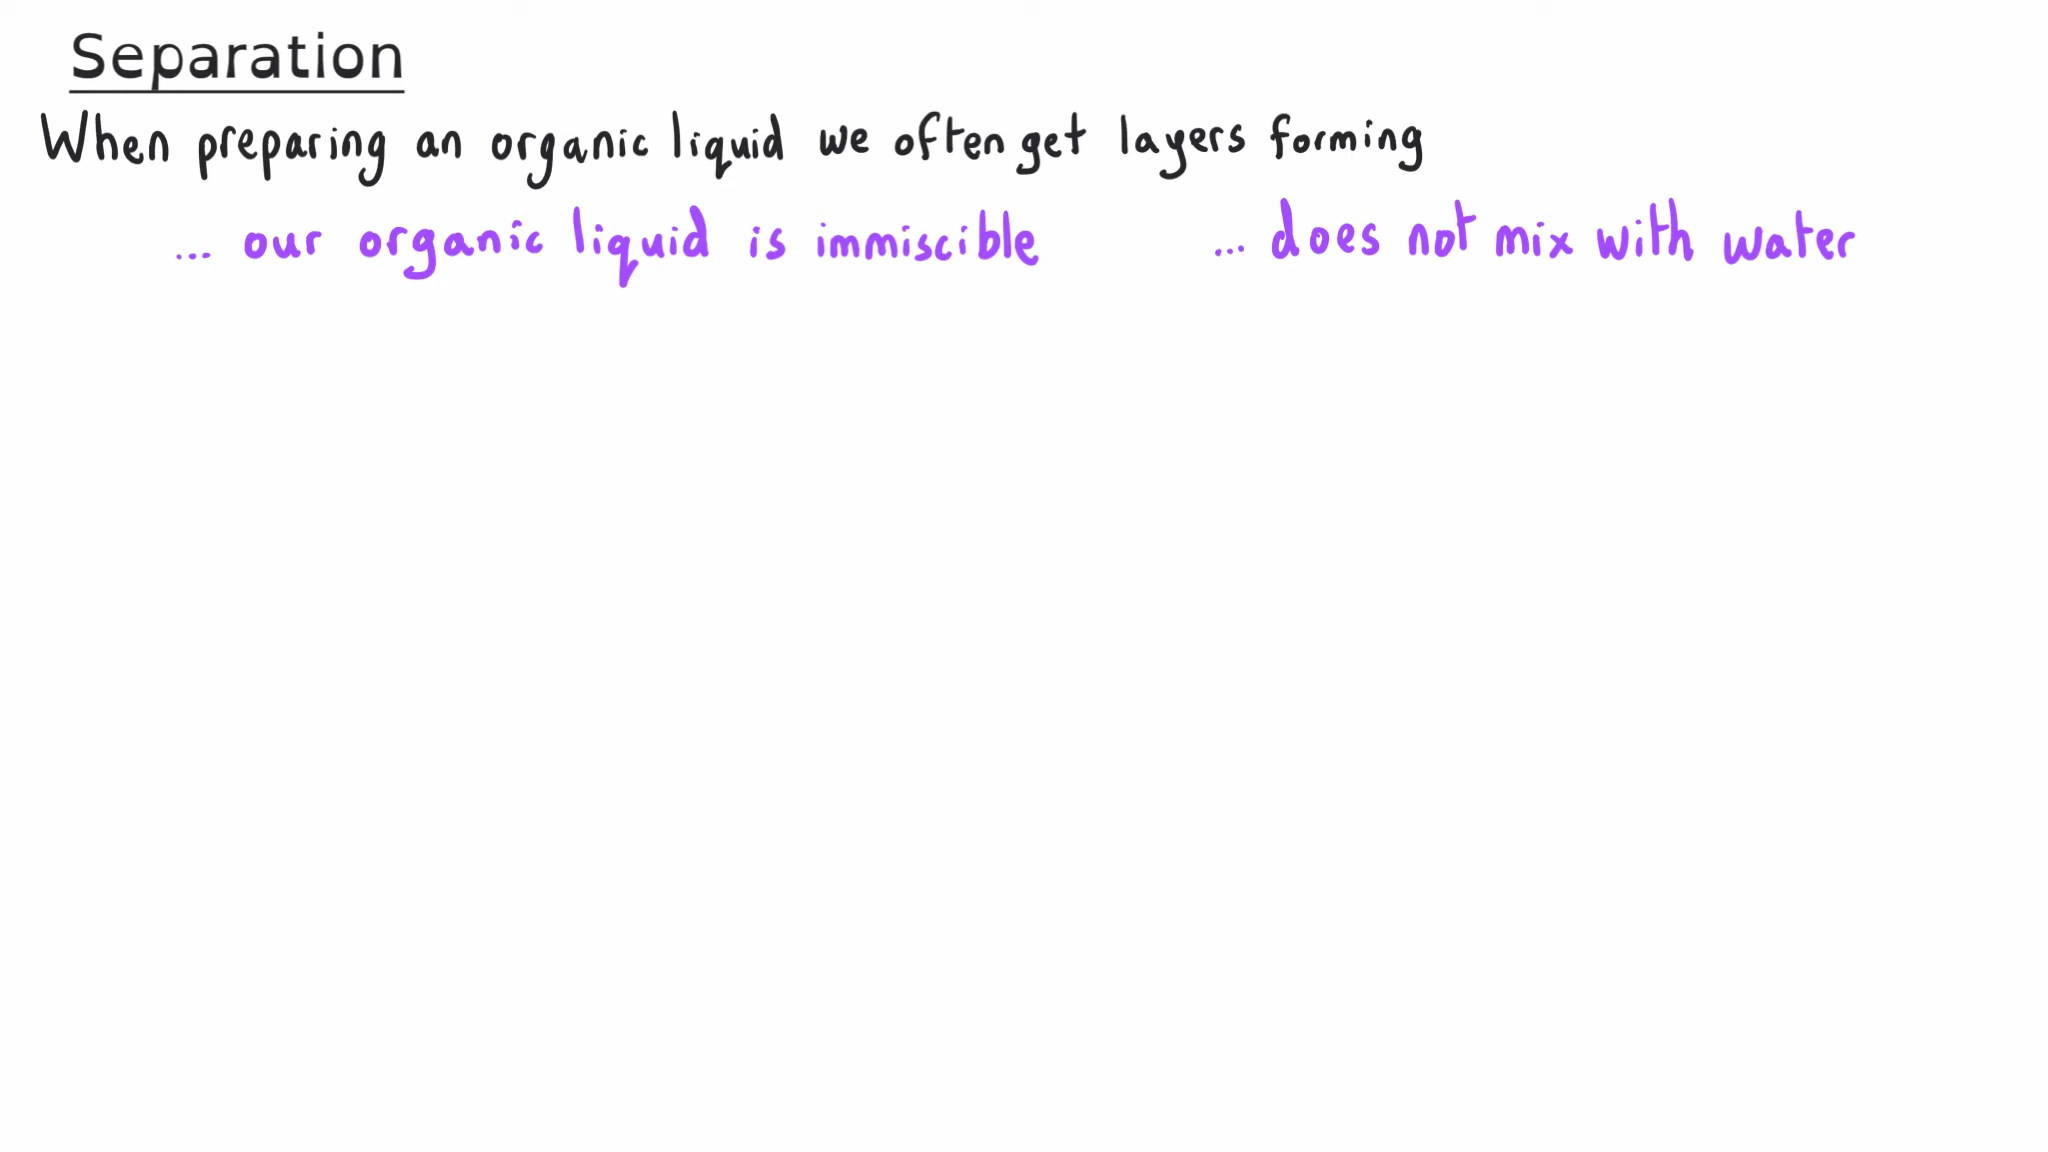 Separation
When preparing an organic liquid we often get layers forming
... our organic liquid is immiscible ... does not mix with water